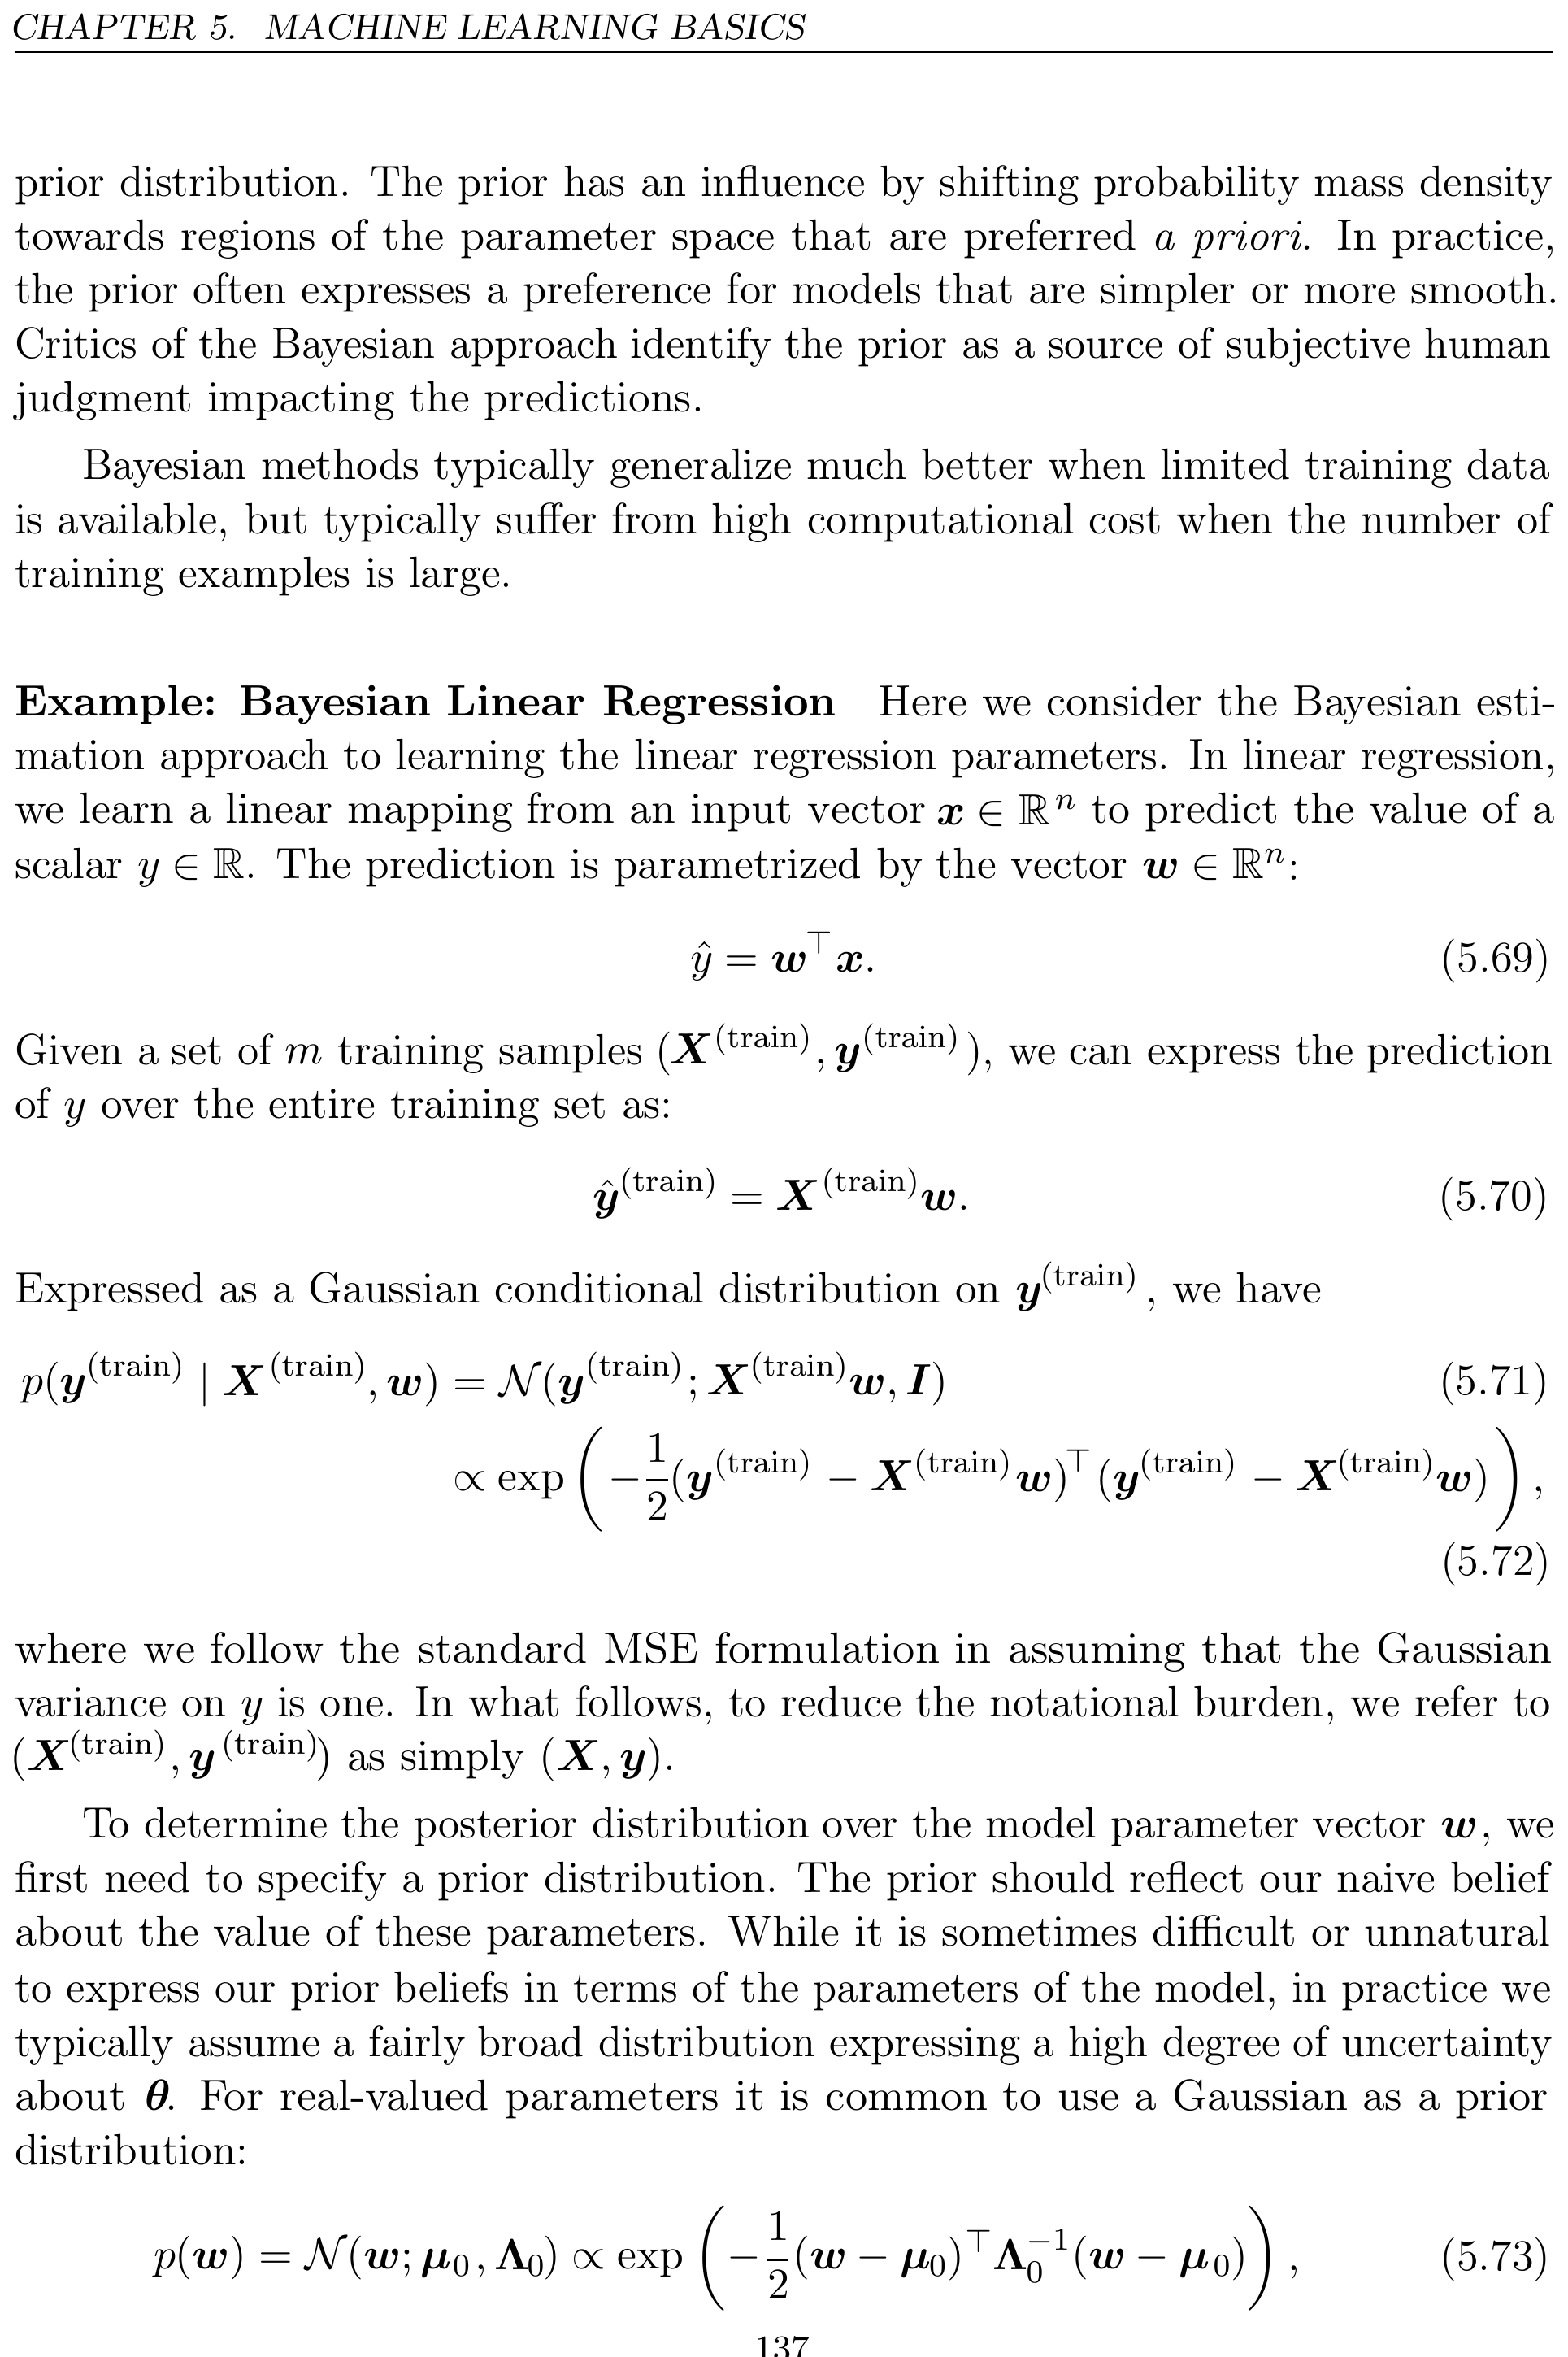 CHAPTER 5. MACHINE LEARNING BASICS
prior distribution. The prior has an influence by shifting probability mass density
towards regions of the parameter space that are preferred a priori. In practice,
the prior often expresses a preference for models that are simpler or more smooth.
Critics of the Bayesian approach identify the prior as a source of subjective human
judgment impacting the predictions.
Bayesian methods typically generalize much better when limited training data
is available, but typically suffer from high computational cost when the number of
training examples is large.
Example: Bayesian Linear Regression Here we consider the Bayesian esti-
mation approach to learning the linear regression parameters. In linear regression,
we learn a linear mapping from an input vector x ∈ ℝⁿ to predict the value of a
scalar y ∈ ℝ. The prediction is parametrized by the vector w ∈ ℝⁿ:
ŷ = w^⊤ x. (5.69)
Given a set of m training samples (X^(train), y^(train)), we can express the prediction
of y over the entire training set as:
ŷ^(train) = X^(train) w. (5.70)
Expressed as a Gaussian conditional distribution on y^(train), we have
p(y^(train) | X^(train), w) = 𝒩(y^(train); X^(train) w, I) (5.71)
∝ exp ( −1/2 (y^(train) − X^(train) w)^⊤ (y^(train) − X^(train) w) ),
(5.72)
where we follow the standard MSE formulation in assuming that the Gaussian
variance on y is one. In what follows, to reduce the notational burden, we refer to
(X^(train), y^(train)) as simply (X, y).
To determine the posterior distribution over the model parameter vector w, we
first need to specify a prior distribution. The prior should reflect our naive belief
about the value of these parameters. While it is sometimes difficult or unnatural
to express our prior beliefs in terms of the parameters of the model, in practice we
typically assume a fairly broad distribution expressing a high degree of uncertainty
about θ. For real-valued parameters it is common to use a Gaussian as a prior
distribution:
p(w) = 𝒩(w; μ₀, Λ₀) ∝ exp ( −1/2 (w − μ₀)^⊤ Λ₀^−1 (w − μ₀) ), (5.73)
137